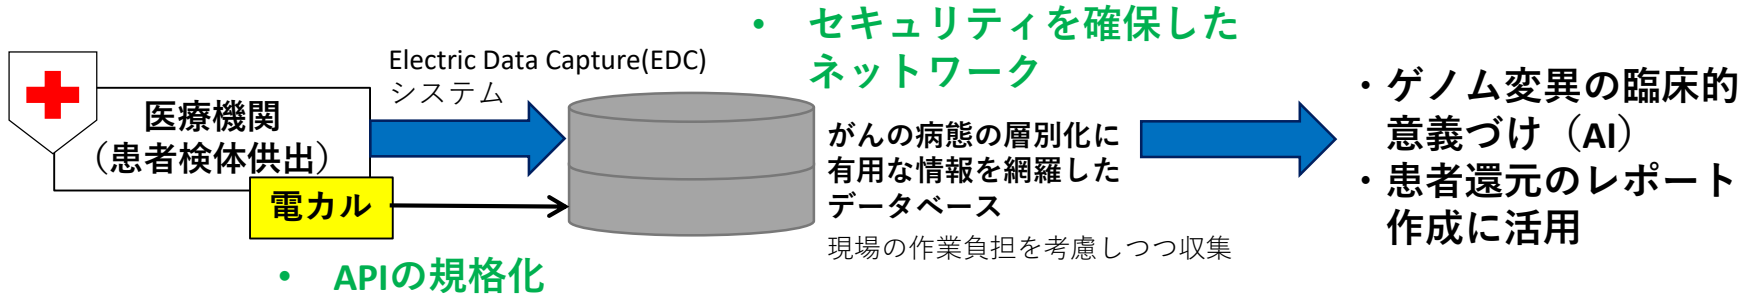 医療機関
（患者検体供出）
電カル
• APIの規格化
Electric Data Capture(EDC)
システム
• セキュリティを確保した
ネットワーク
がんの病態の層別化に
有用な情報を網羅した
データベース
現場の作業負担を考慮しつつ収集
・ゲノム変異の臨床的
意義づけ（AI）
・患者還元のレポート
作成に活用